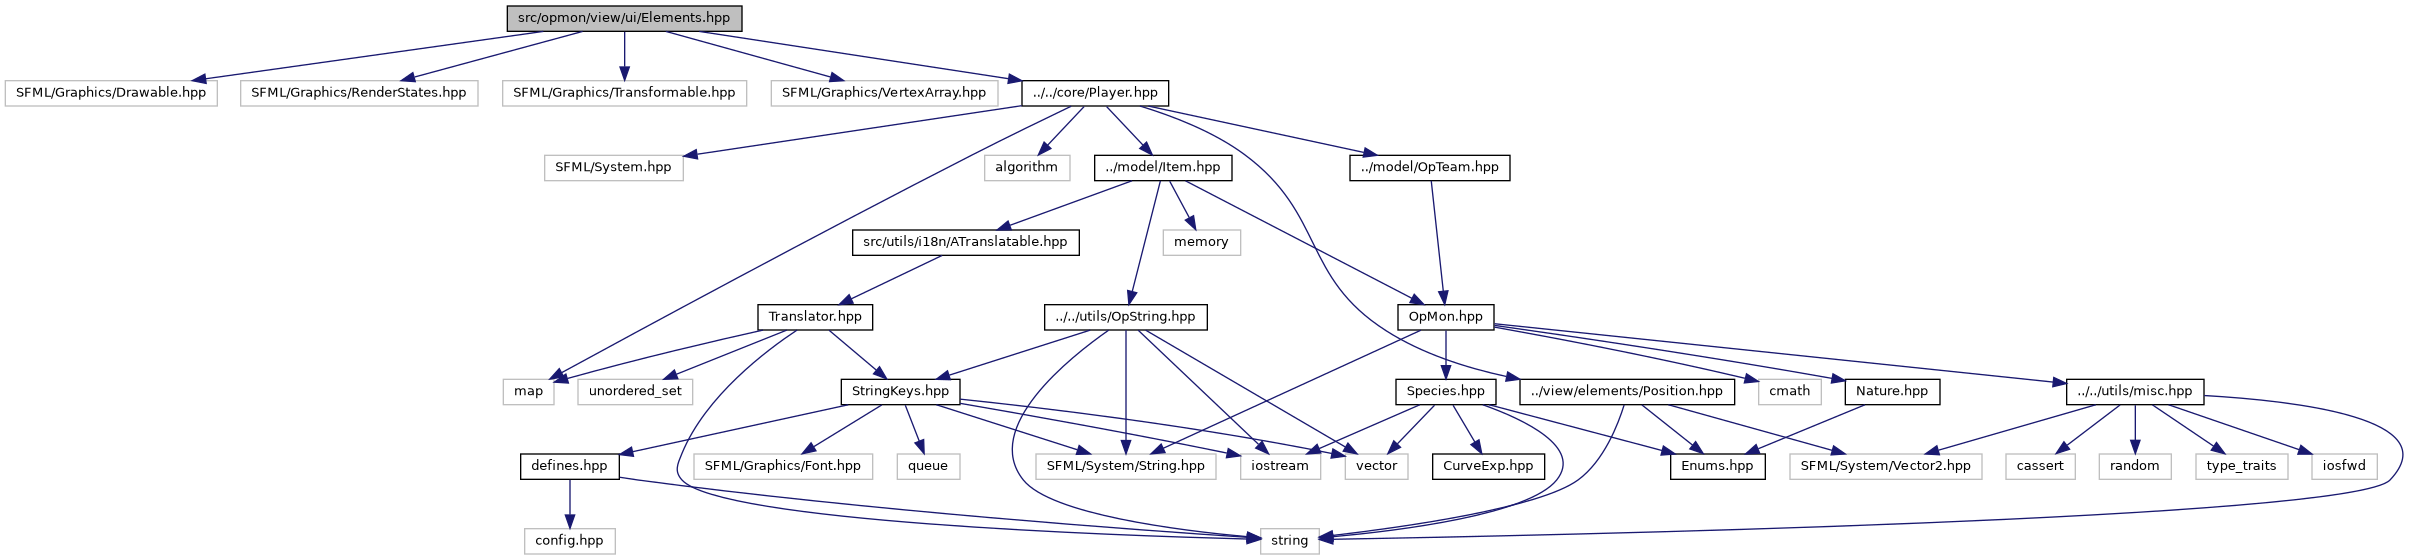 src/opmon/view/ui/Elements.hpp
SFML/Graphics/Drawable.hpp
SFML/Graphics/RenderStates.hpp
SFML/Graphics/Transformable.hpp
SFML/Graphics/VertexArray.hpp
../../core/Player.hpp
SFML/System.hpp
algorithm
../model/Item.hpp
../model/OpTeam.hpp
src/utils/i18n/ATranslatable.hpp
memory
Translator.hpp
../../utils/OpString.hpp
OpMon.hpp
map
unordered_set
StringKeys.hpp
Species.hpp
../view/elements/Position.hpp
cmath
Nature.hpp
../../utils/misc.hpp
defines.hpp
SFML/Graphics/Font.hpp
queue
SFML/System/String.hpp
iostream
vector
CurveExp.hpp
Enums.hpp
SFML/System/Vector2.hpp
cassert
random
type_traits
iosfwd
config.hpp
string